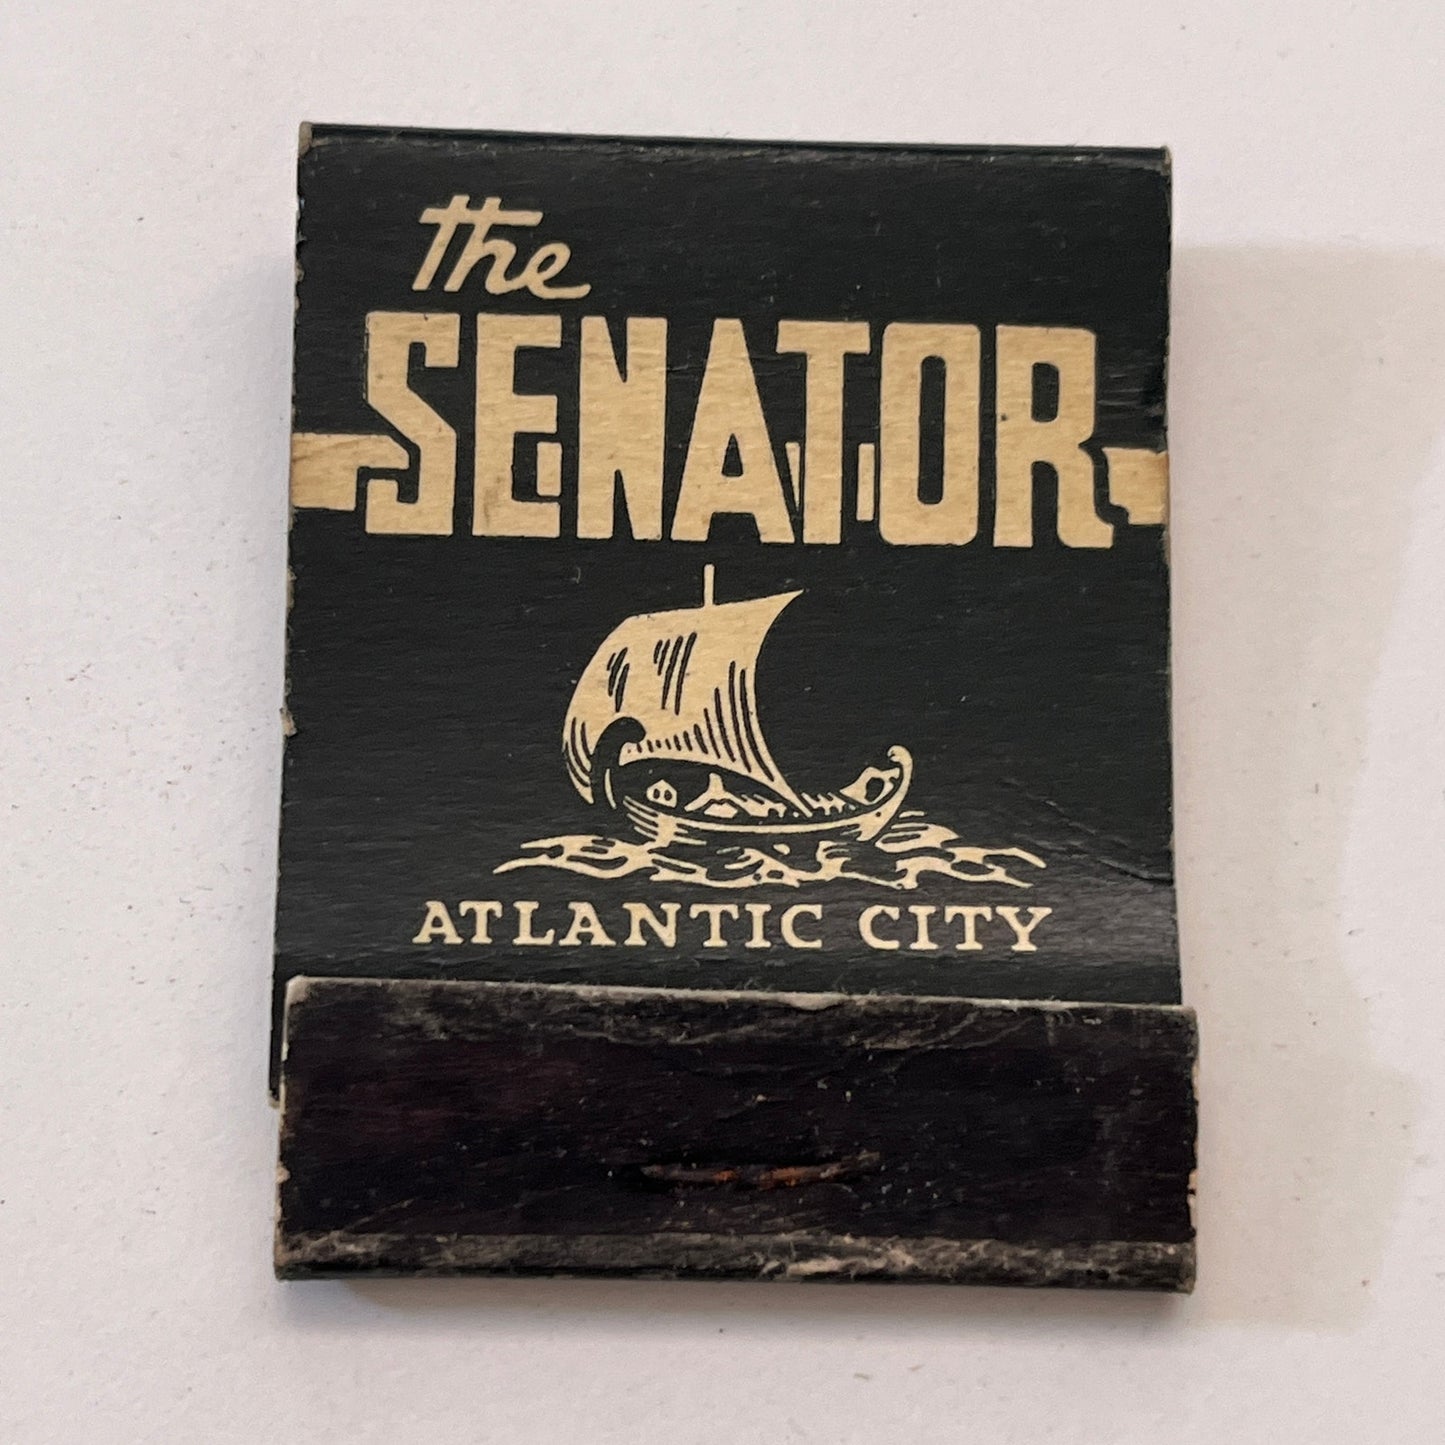 the
SENATOR
ATLANTIC CITY